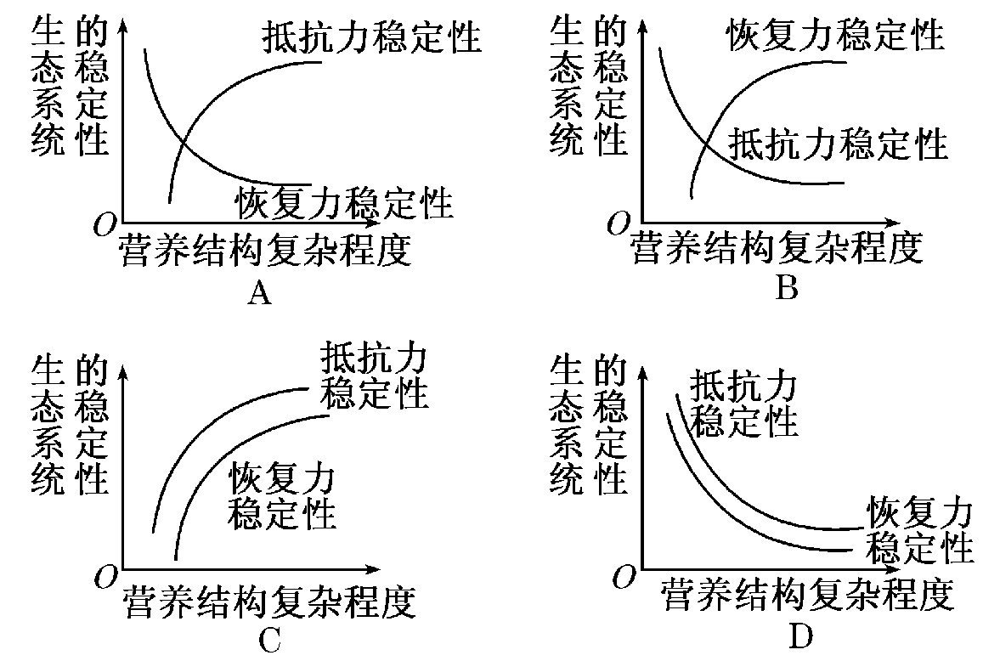 生态系统的稳定性
抵抗力稳定性
恢复力稳定性
O
营养结构复杂程度
A
生态系统的稳定性
恢复力稳定性
抵抗力稳定性
O
营养结构复杂程度
B
生态系统的稳定性
抵抗力
稳定性
恢复力
稳定性
O
营养结构复杂程度
C
生态系统的稳定性
抵抗力
稳定性
恢复力
稳定性
O
营养结构复杂程度
D